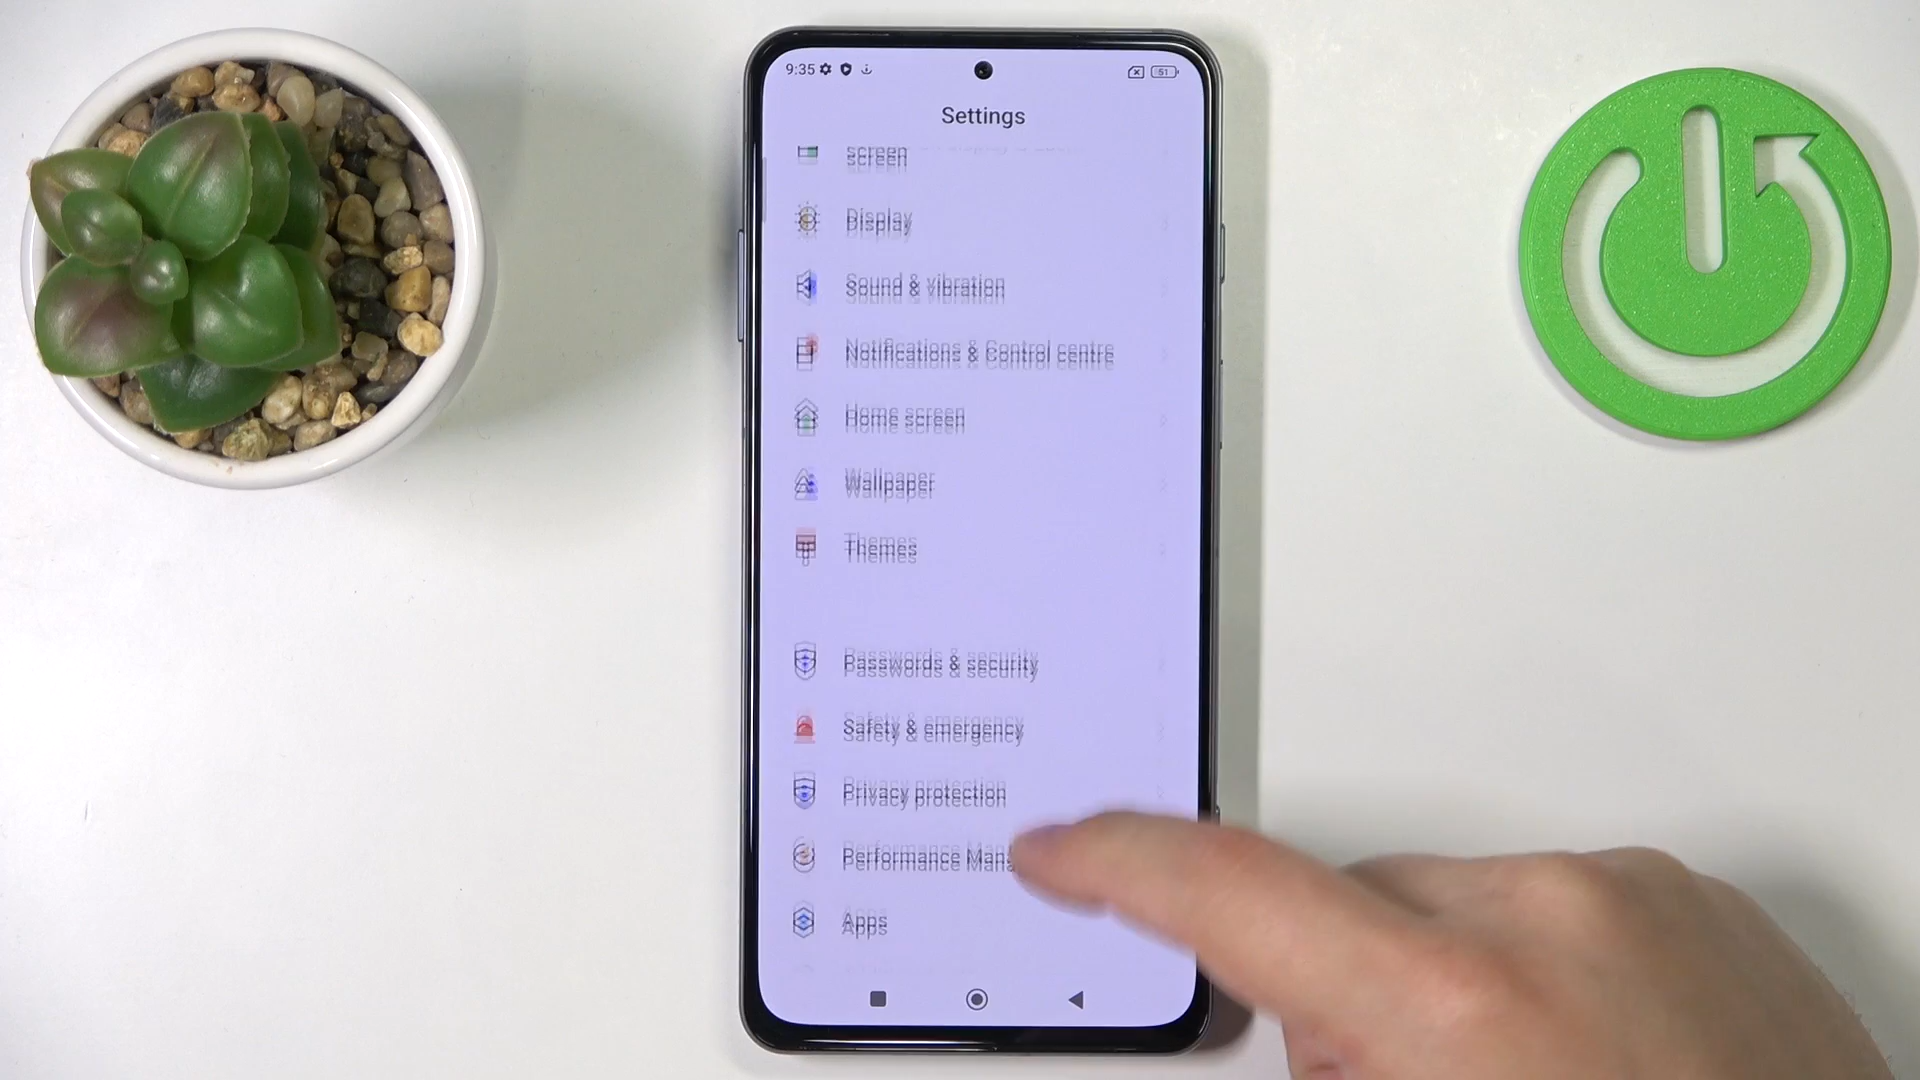 9:35
51
Settings
screen
Display
Sound & vibration
Notifications & Control centre
Home screen
Wallpaper
Themes
Passwords & security
Safety & emergency
Privacy protection
Performance
Apps